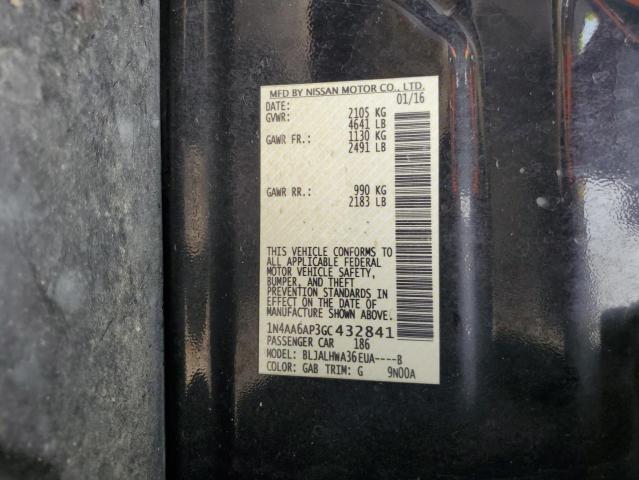 MFD BY NISSAN MOTOR CO., LTD.
DATE: 01/16
GVWR: 2105 KG
4641 LB
GAWR FR.: 1130 KG
2491 LB
GAWR RR.: 990 KG
2183 LB
THIS VEHICLE CONFORMS TO
ALL APPLICABLE FEDERAL
MOTOR VEHICLE SAFETY,
BUMPER, AND THEFT
PREVENTION STANDARDS IN
EFFECT ON THE DATE OF
MANUFACTURE SHOWN ABOVE.
1N4AA6AP3GC432841
PASSENGER CAR 186
MODEL: BLJALHWA36EUA----B
COLOR: GAB TRIM: G 9N00A